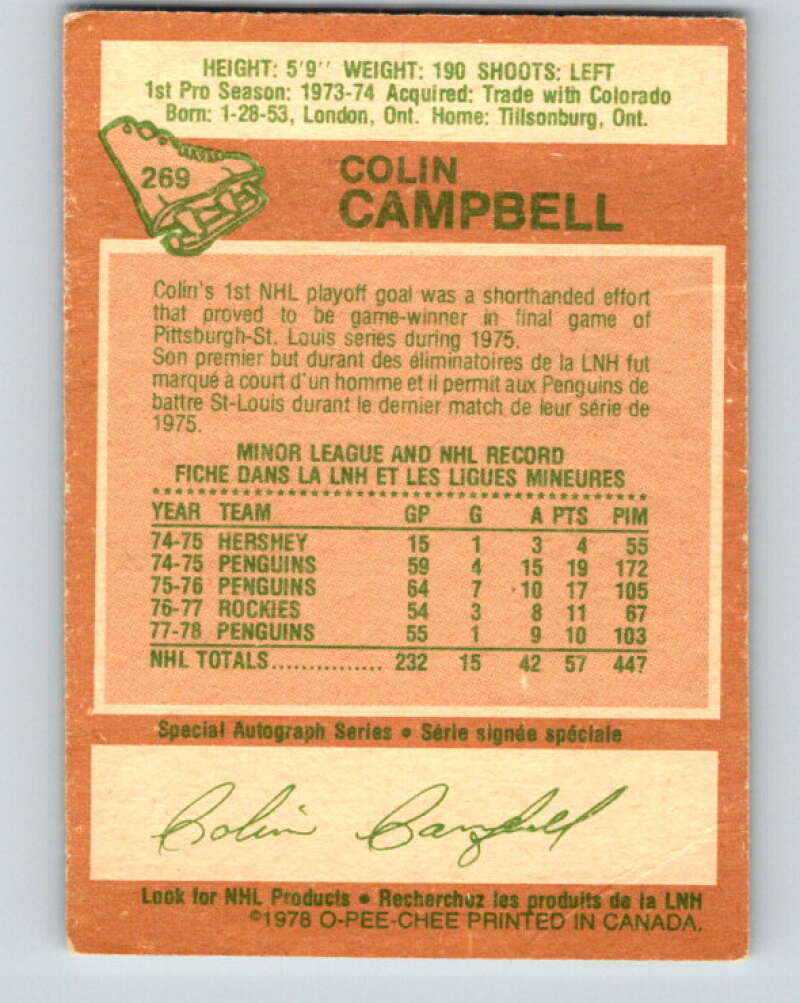 HEIGHT: 5'9'' WEIGHT: 190 SHOOTS: LEFT
1st Pro Season: 1973-74 Acquired: Trade with Colorado
Born: 1-28-53, London, Ont. Home: Tillsonburg, Ont.
269
COLIN
CAMPBELL
Colin's 1st NHL playoff goal was a shorthanded effort
that proved to be game-winner in final game of
Pittsburgh-St. Louis series during 1975.
Son premier but durant des éliminatoires de la LNH fut
marqué à court d'un homme et il permit aux Penguins de
battre St-Louis durant le dernier match de leur série de
1975.
MINOR LEAGUE AND NHL RECORD
FICHE DANS LA LNH ET LES LIGUES MINEURES
YEAR TEAM GP G A PTS PIM
74-75 HERSHEY 15 1 3 4 55
74-75 PENGUINS 59 4 15 19 172
75-76 PENGUINS 64 7 10 17 105
76-77 ROCKIES 54 3 8 11 67
77-78 PENGUINS 55 1 9 10 103
NHL TOTALS............... 232 15 42 57 447
Special Autograph Series • Série signée spéciale
Colin Campbell
Look for NHL Products • Recherchez les produits de la LNH
©1978 O-PEE-CHEE PRINTED IN CANADA.